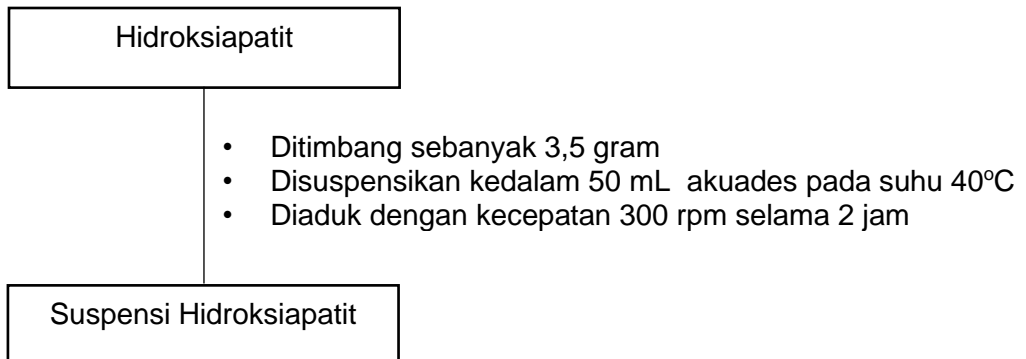 Hidroksiapatit
• Ditimbang sebanyak 3,5 gram
• Disuspensikan kedalam 50 mL akuades pada suhu 40°C
• Diaduk dengan kecepatan 300 rpm selama 2 jam
Suspensi Hidroksiapatit